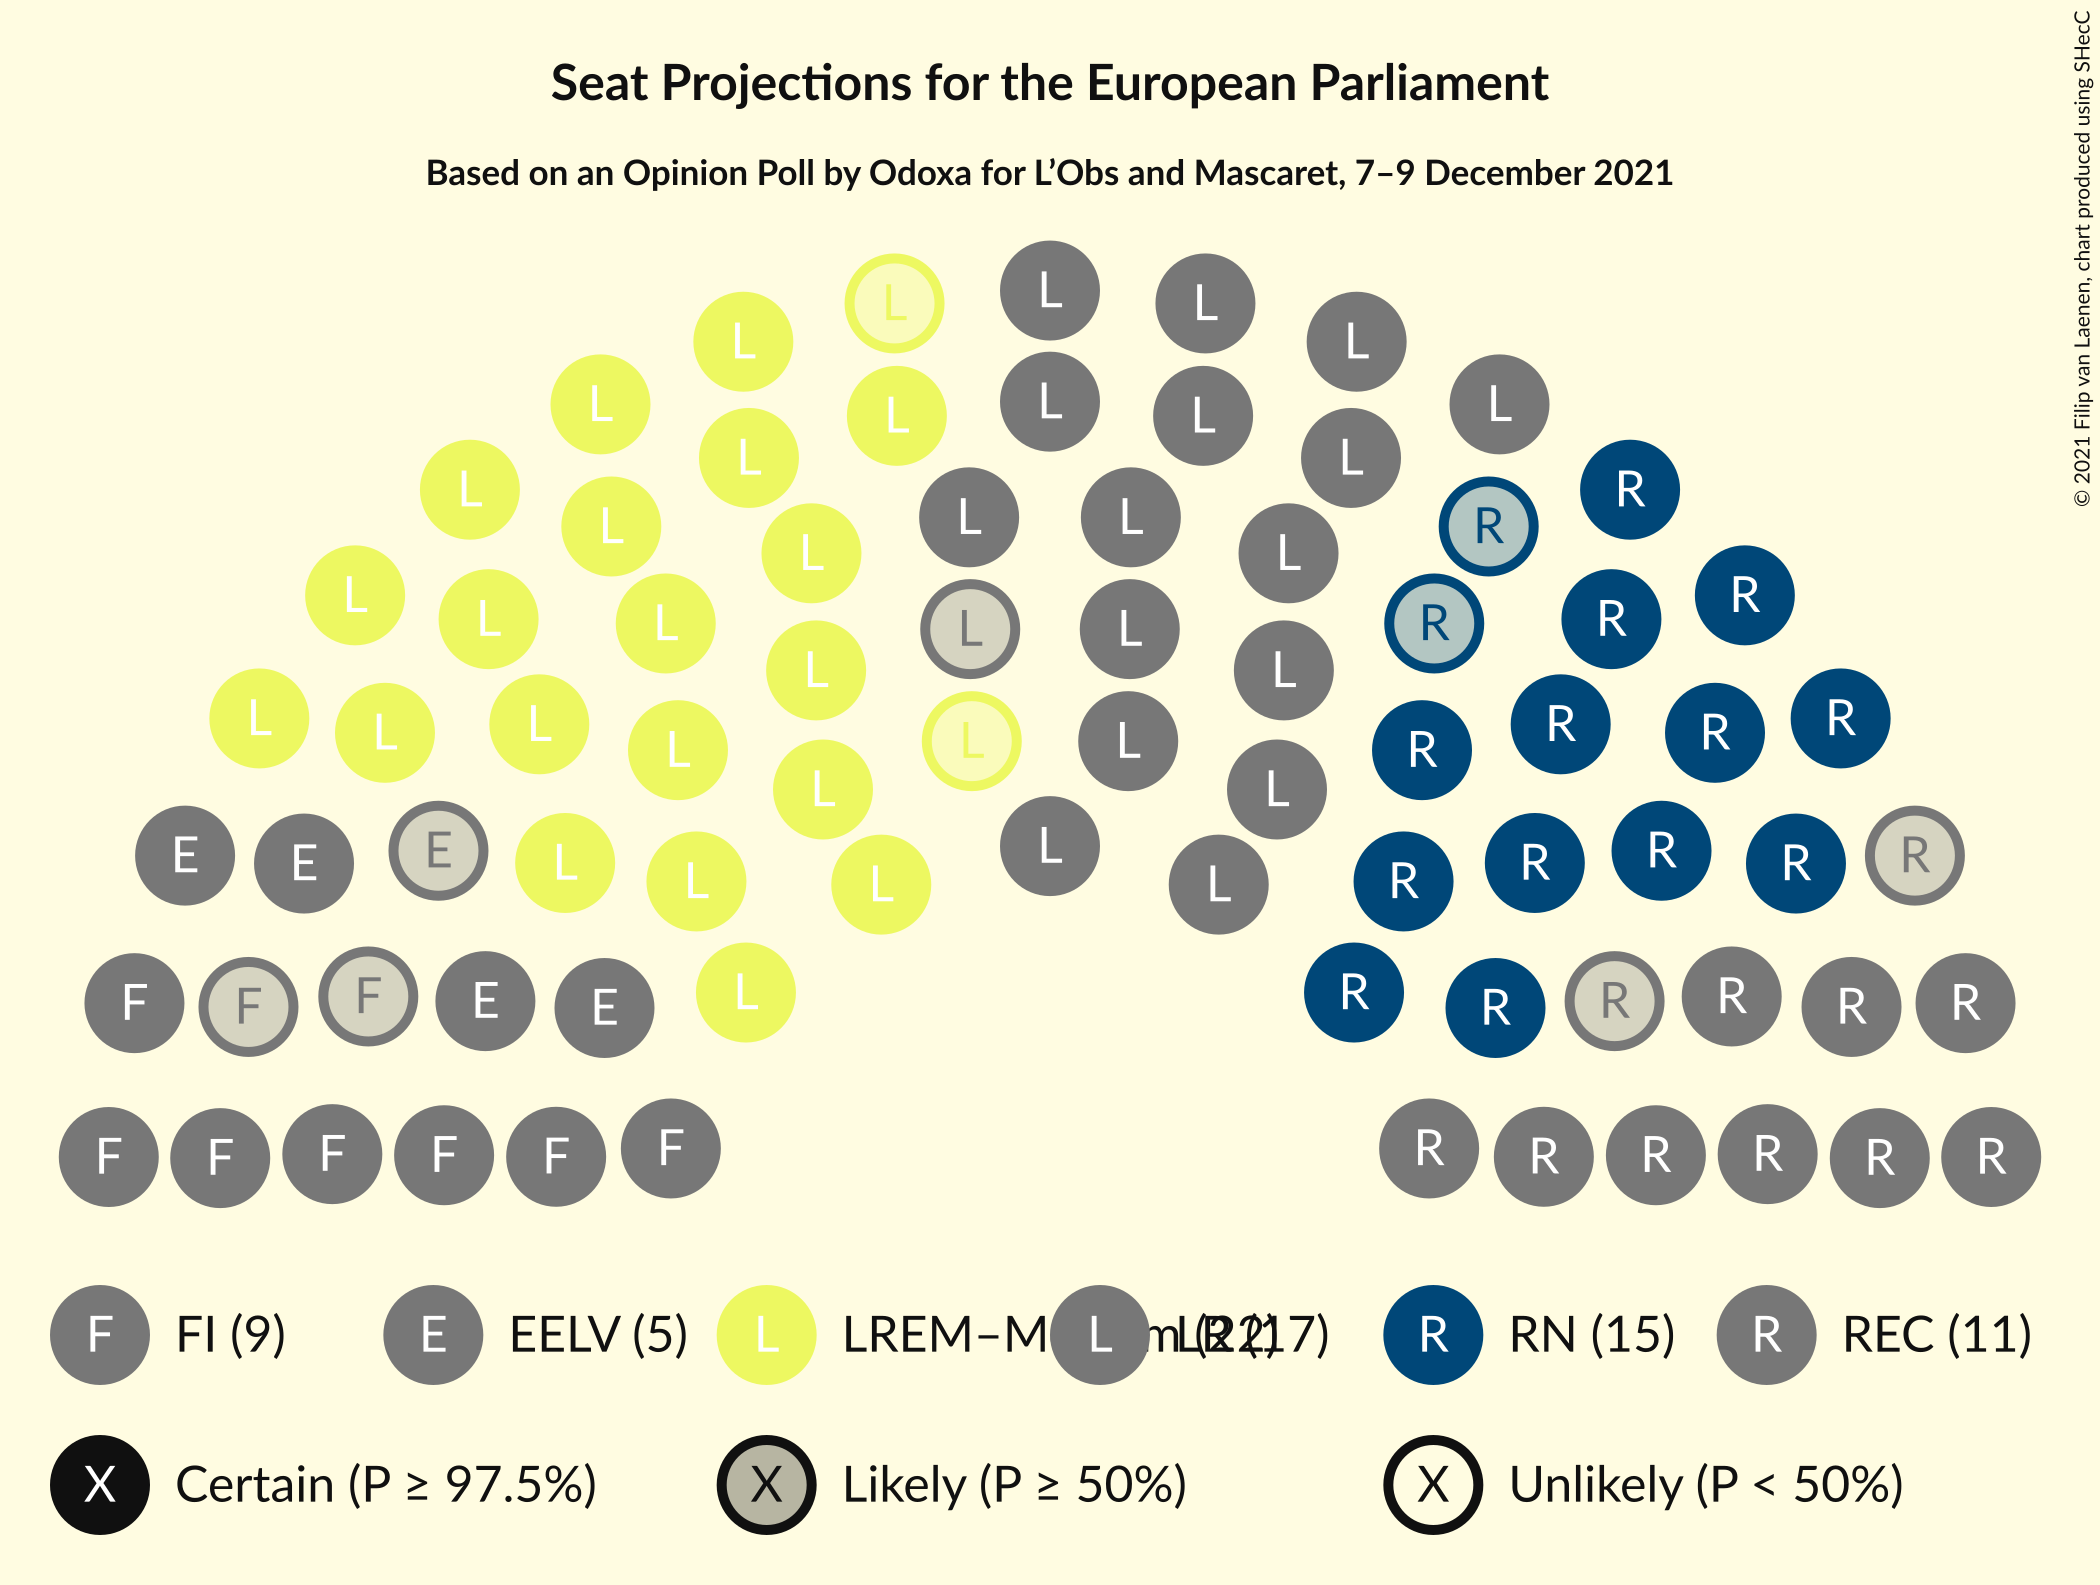 Seat Projections for the European Parliament
Based on an Opinion Poll by Odoxa for L’Obs and Mascaret, 7–9 December 2021
© 2021 Filip van Laenen, chart produced using SHecC
L L L L
L L
L L L L
L L
L R
L L L
R
L L L
L L
L L R R
L L L L L R
L L L R R R
L R L L R
L L L
L E E E L L L L R R R R R R
F F F E E L R R R R R R
F F F F F F R R R R R R
F FI (9) E EELV (5) L LREM–M m (22) L LR (17) R RN (15) R REC (11)
X Certain (P ≥ 97.5%) X Likely (P ≥ 50%) X Unlikely (P < 50%)